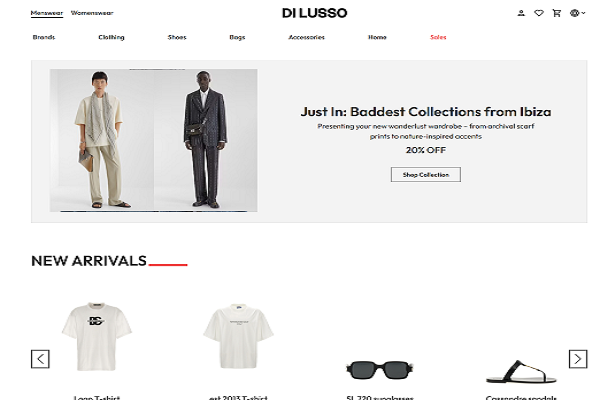 Menswear Womenswear
DI LUSSO
Brands Clothing Shoes Bags Accessories Home Sales
Just In: Baddest Collections from Ibiza
Presenting your new wonderlust wardrobe – from archival scarf
prints to nature-inspired accents
20% OFF
Shop Collection
NEW ARRIVALS
Logo T-shirt est 2013 T-shirt SL 720 sunglasses Cassandre sandals